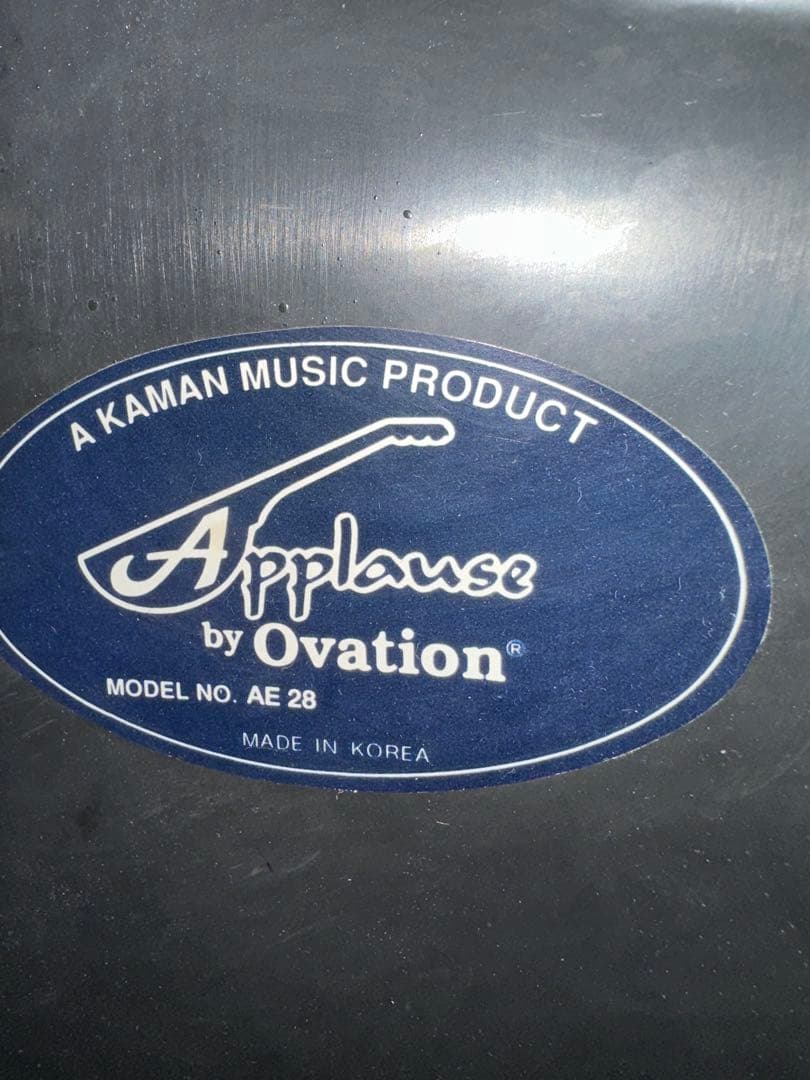 A KAMAN MUSIC PRODUCT
Applause
by Ovation®
MODEL NO. AE 28
MADE IN KOREA